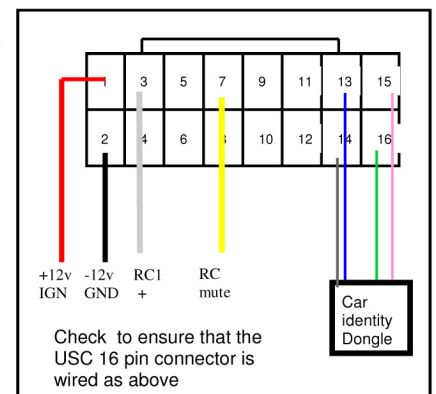 1 3 5 7 9 11 13 15
2 4 6 8 10 12 14 16
+12v -12v RC1 RC
IGN GND + mute
Car
identity
Dongle
Check to ensure that the
USC 16 pin connector is
wired as above